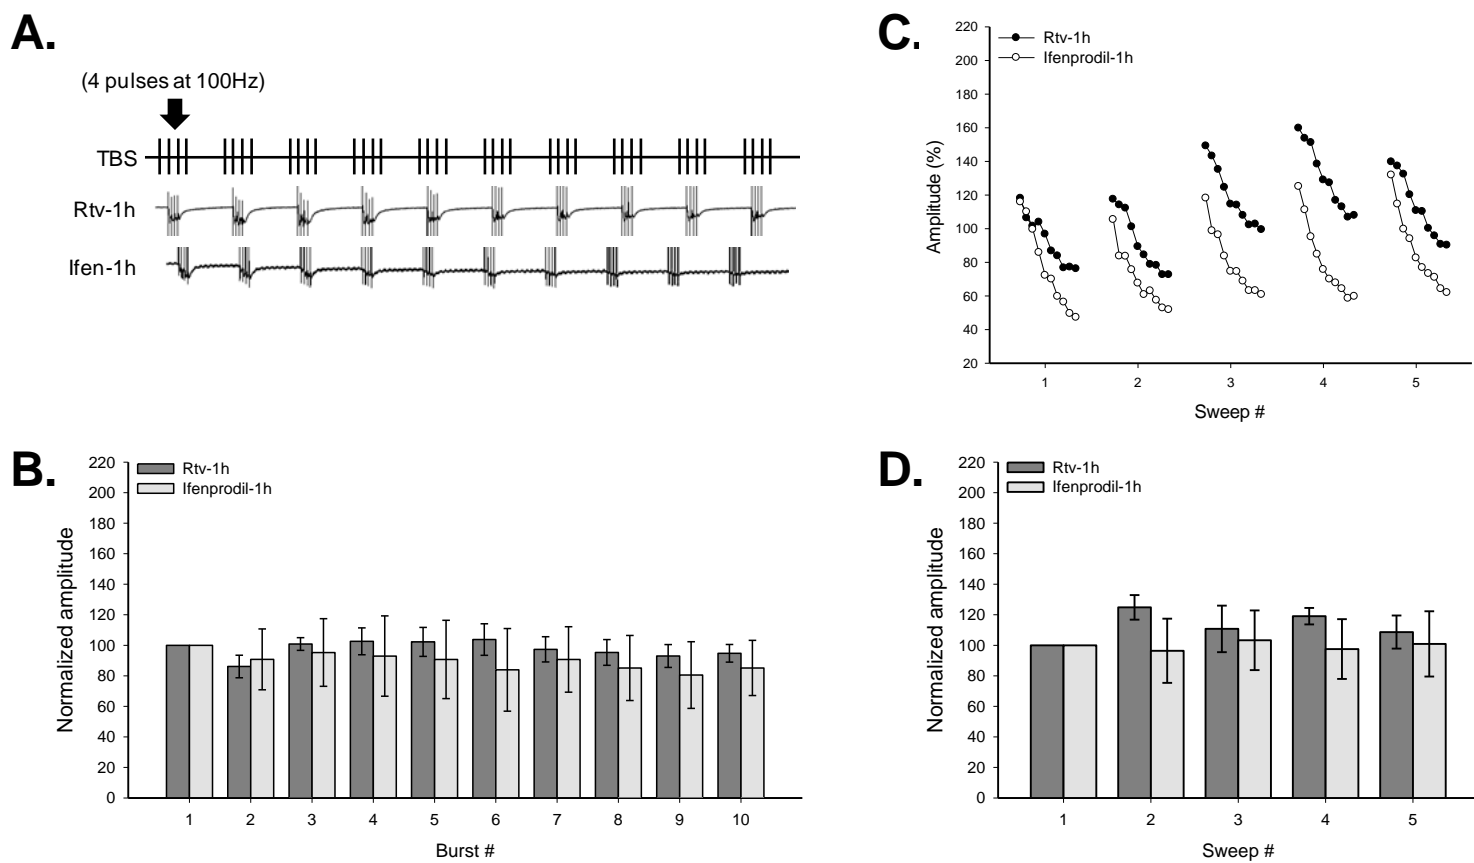 A.
(4 pulses at 100Hz)
TBS
Rtv-1h
Ifen-1h
C.
220
200
180
160
140
120
100
80
60
40
20
Amplitude (%)
Rtv-1h
Ifenprodil-1h
1 2 3 4 5
Sweep #
B.
220
200
180
160
140
120
100
80
60
40
20
0
Normalized amplitude
Rtv-1h
Ifenprodil-1h
1 2 3 4 5 6 7 8 9 10
Burst #
D.
220
200
180
160
140
120
100
80
60
40
20
0
Normalized amplitude
Rtv-1h
Ifenprodil-1h
1 2 3 4 5
Sweep #